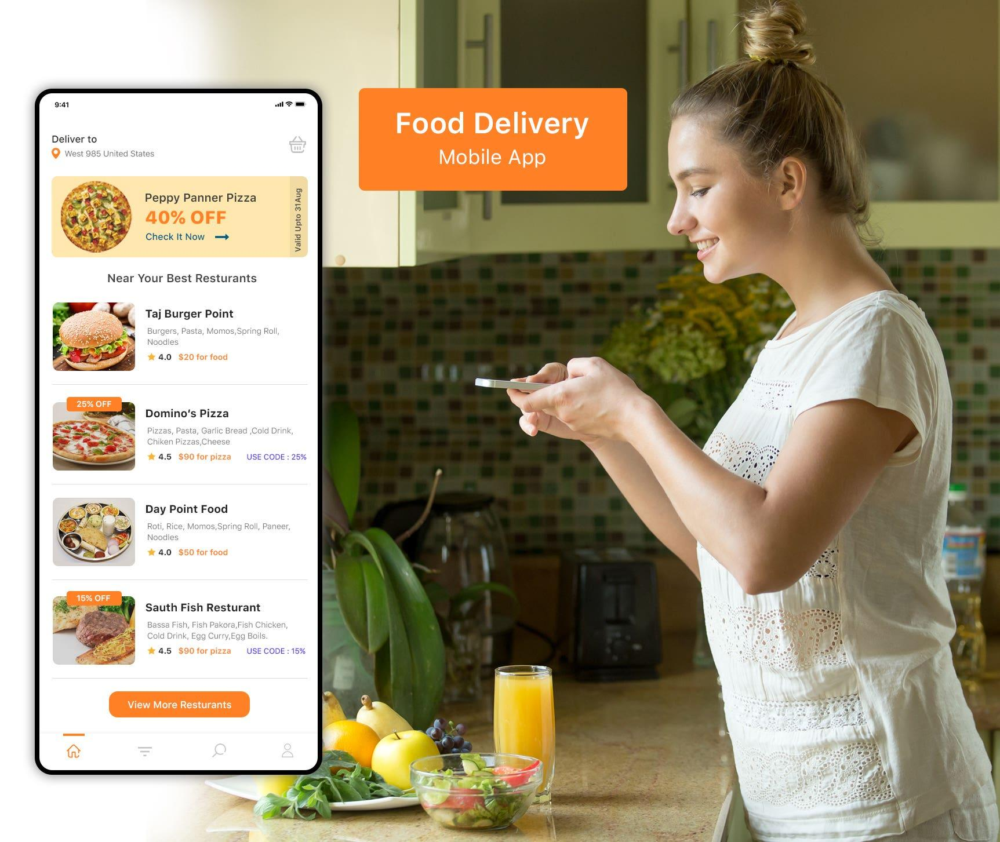 9:41
Deliver to
West 985 United States
Peppy Panner Pizza
40% OFF
Check It Now
Valid Upto 31Aug
Near Your Best Resturants
Taj Burger Point
Burgers, Pasta, Momos,Spring Roll,
Noodles
4.0 $20 for food
25% OFF
Domino’s Pizza
Pizzas, Pasta, Garlic Bread ,Cold Drink,
Chiken Pizzas,Cheese
4.5 $90 for pizza USE CODE : 25%
Day Point Food
Roti, Rice, Momos,Spring Roll, Paneer,
Noodles
4.0 $50 for food
15% OFF
Sauth Fish Resturant
Bassa Fish, Fish Pakora,Fish Chicken,
Cold Drink, Egg Curry,Egg Boils.
4.5 $90 for pizza USE CODE : 15%
View More Resturants
Food Delivery
Mobile App